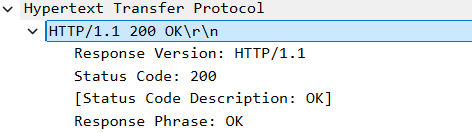 Hypertext Transfer Protocol
HTTP/1.1 200 OK\r\n
Response Version: HTTP/1.1
Status Code: 200
[Status Code Description: OK]
Response Phrase: OK